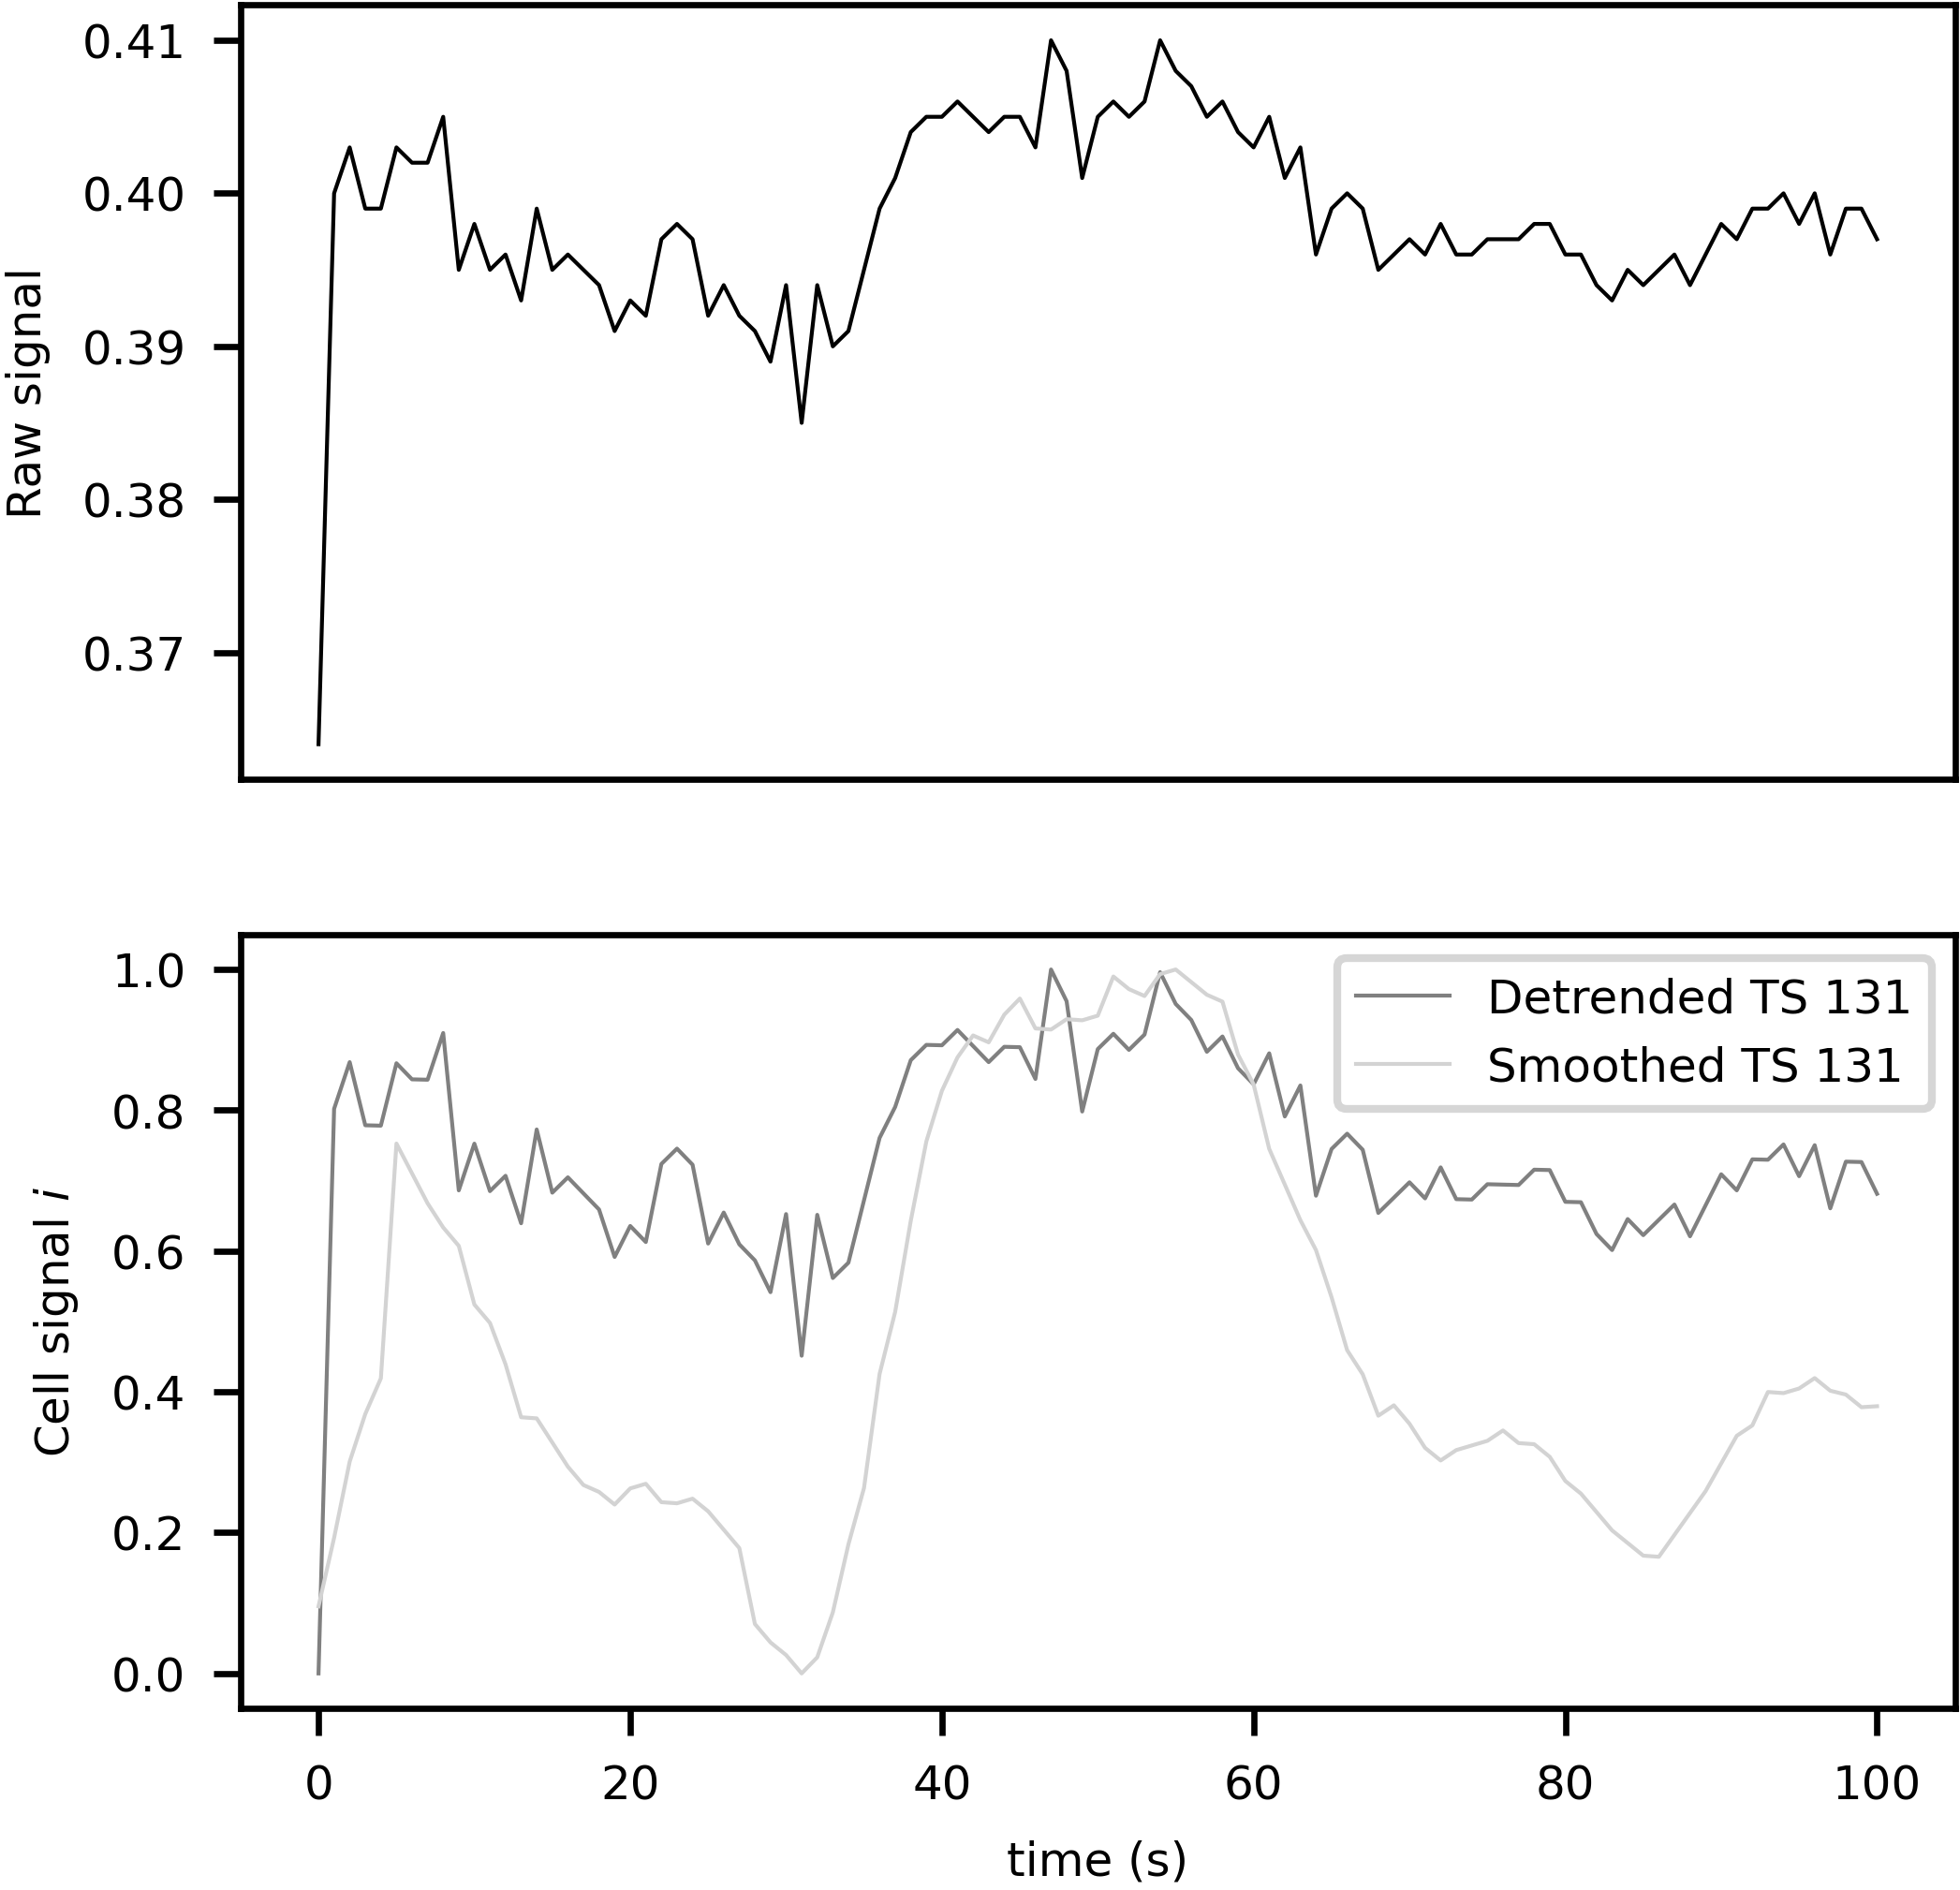 0.41
0.40
0.39
0.38
0.37
Raw signal
1.0
0.8
0.6
0.4
0.2
0.0
Cell signal i
Detrended TS 131
Smoothed TS 131
0 20 40 60 80 100
time (s)